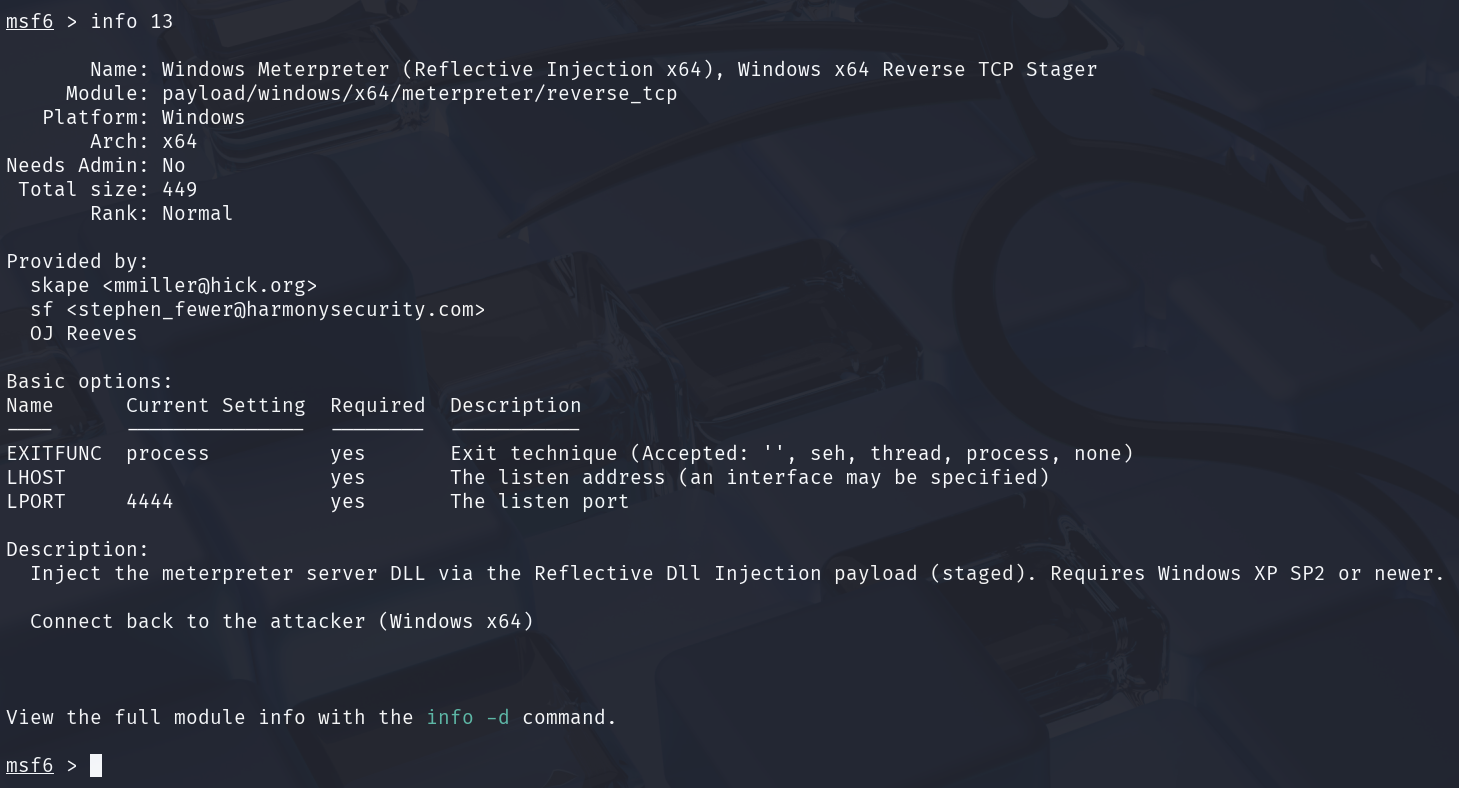 msf6 > info 13
Name: Windows Meterpreter (Reflective Injection x64), Windows x64 Reverse TCP Stager
Module: payload/windows/x64/meterpreter/reverse_tcp
Platform: Windows
Arch: x64
Needs Admin: No
Total size: 449
Rank: Normal
Provided by:
skape <mmiller@hick.org>
sf <stephen_fewer@harmonysecurity.com>
OJ Reeves
Basic options:
Name Current Setting Required Description
---- --------------- -------- -----------
EXITFUNC process yes Exit technique (Accepted: '', seh, thread, process, none)
LHOST yes The listen address (an interface may be specified)
LPORT 4444 yes The listen port
Description:
Inject the meterpreter server DLL via the Reflective Dll Injection payload (staged). Requires Windows XP SP2 or newer.
Connect back to the attacker (Windows x64)
View the full module info with the info -d command.
msf6 >